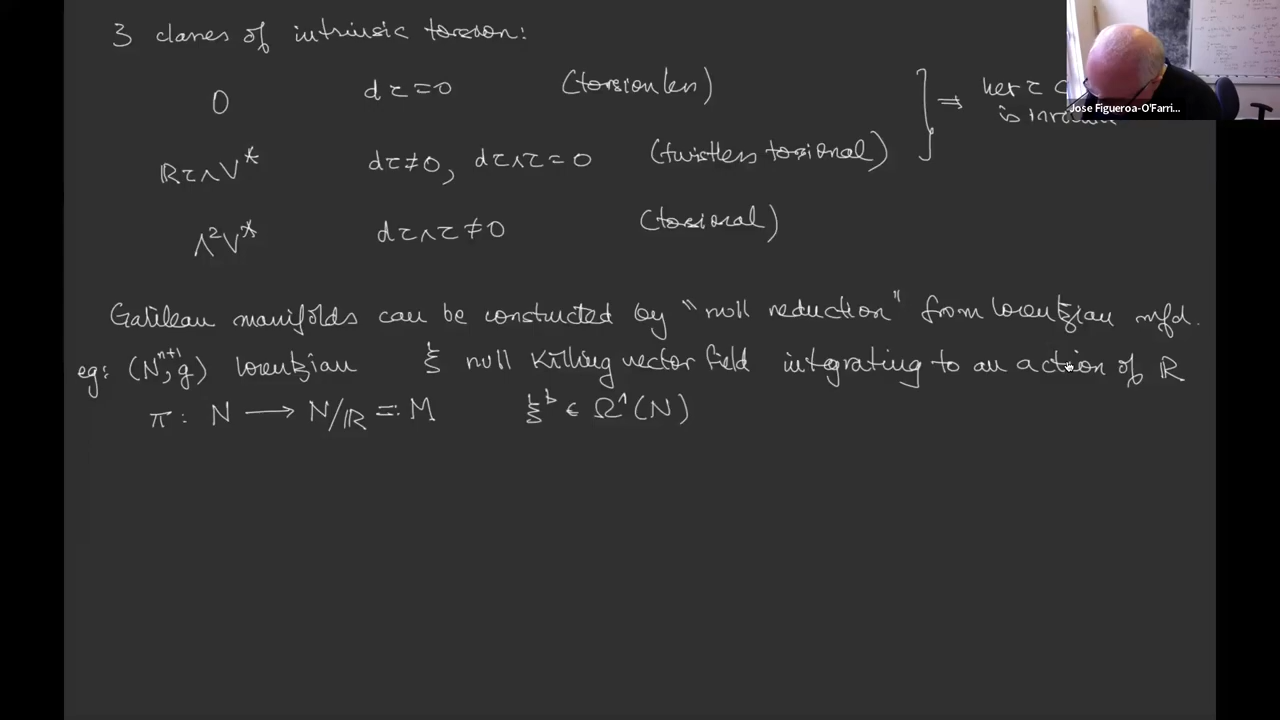 3 classes of intrinsic torsion:
0 dτ=0 (torsionless)
ℝτ∧V* dτ≠0, dτ∧τ=0 (twistless torsional) } ⇒ ker τ
is
Λ²V* dτ∧τ≠0 (torsional)
Galilean manifolds can be constructed by "null reduction" from lorentzian mfd.
eg: (Nⁿ⁺¹, g) lorentzian ξ null Killing vector field integrating to an action of ℝ
π: N ⟶ N/ℝ =: M ξ♭ ∈ Ω¹(N)
Jose Figueroa-O'Farri...